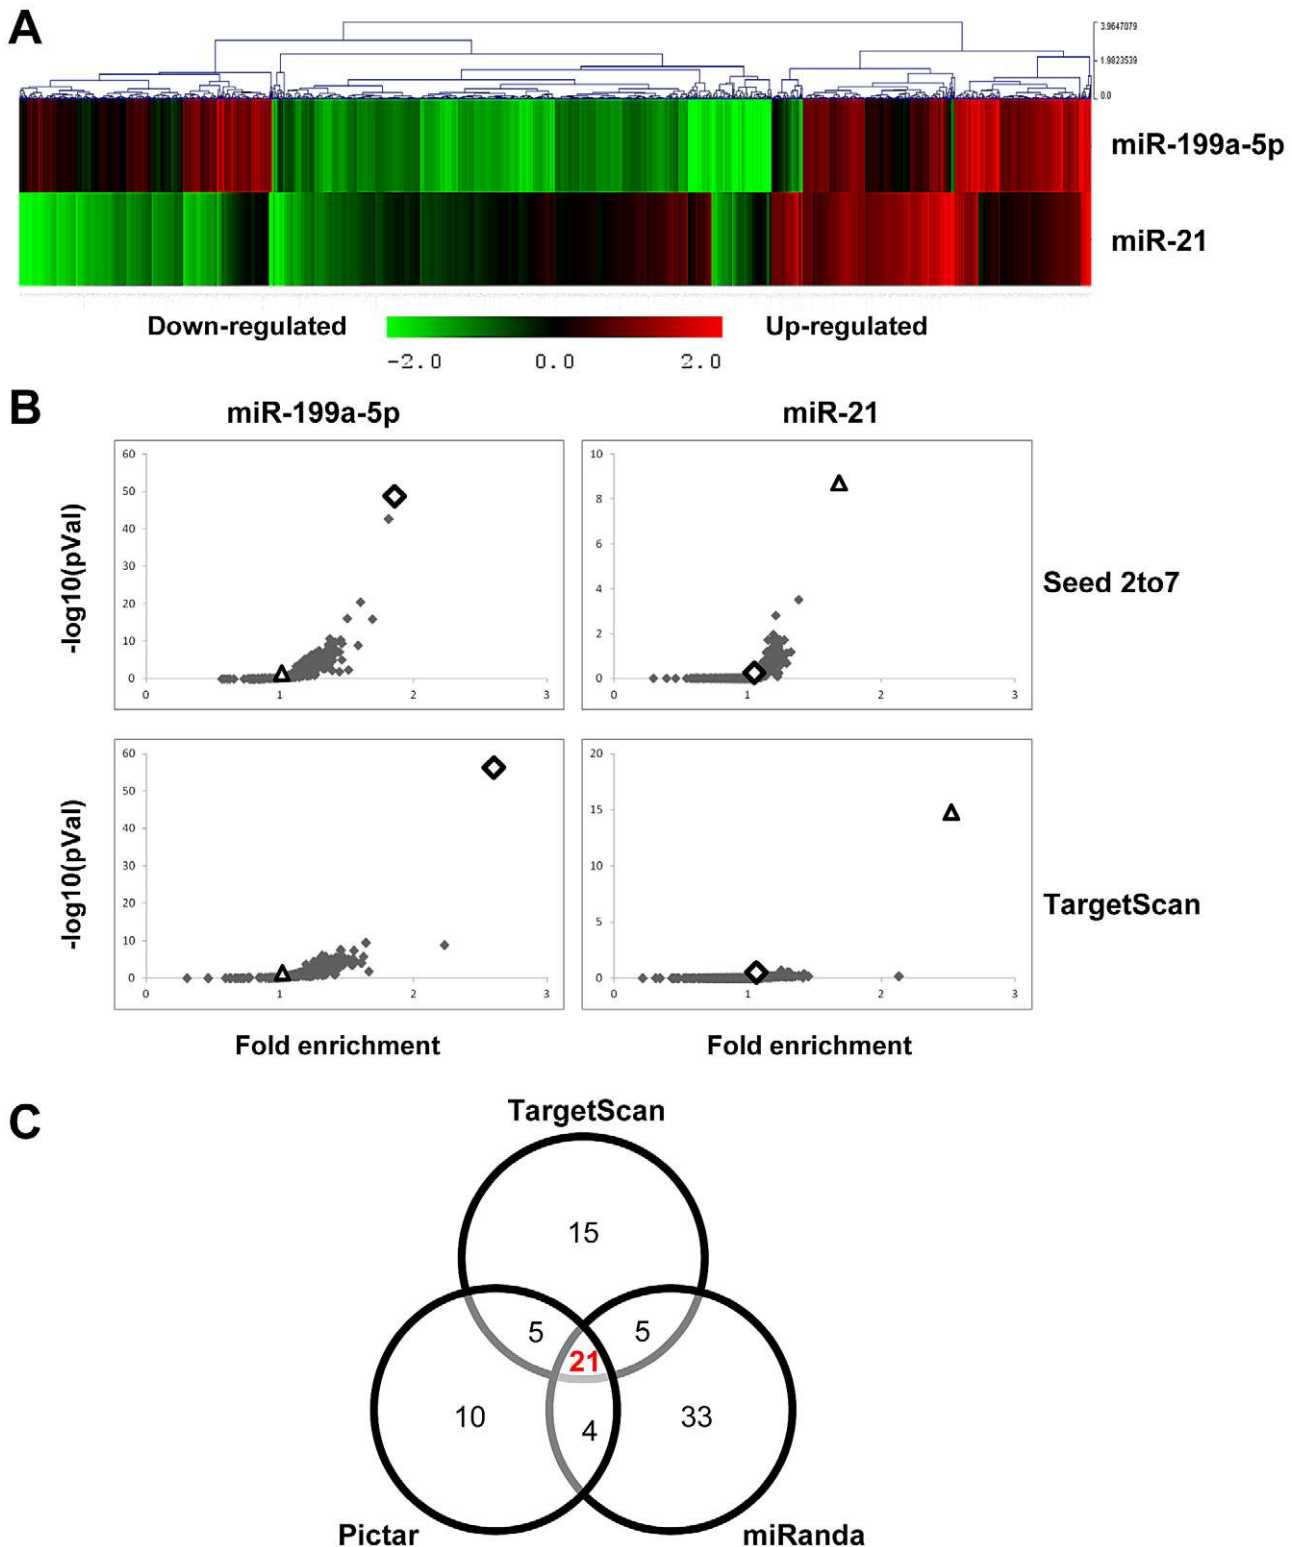 A
3.9647079
1.9823539
0.0
miR-199a-5p
miR-21
Down-regulated
Up-regulated
-2.0 0.0 2.0
B
miR-199a-5p miR-21
-log10(pVal)
60
50
40
30
20
10
0
0 1 2 3
10
8
6
4
2
0
0 1 2 3
Seed 2to7
-log10(pVal)
60
50
40
30
20
10
0
0 1 2 3
20
15
10
5
0
0 1 2 3
TargetScan
Fold enrichment Fold enrichment
C
TargetScan
15
5 5
21
10 4 33
Pictar miRanda